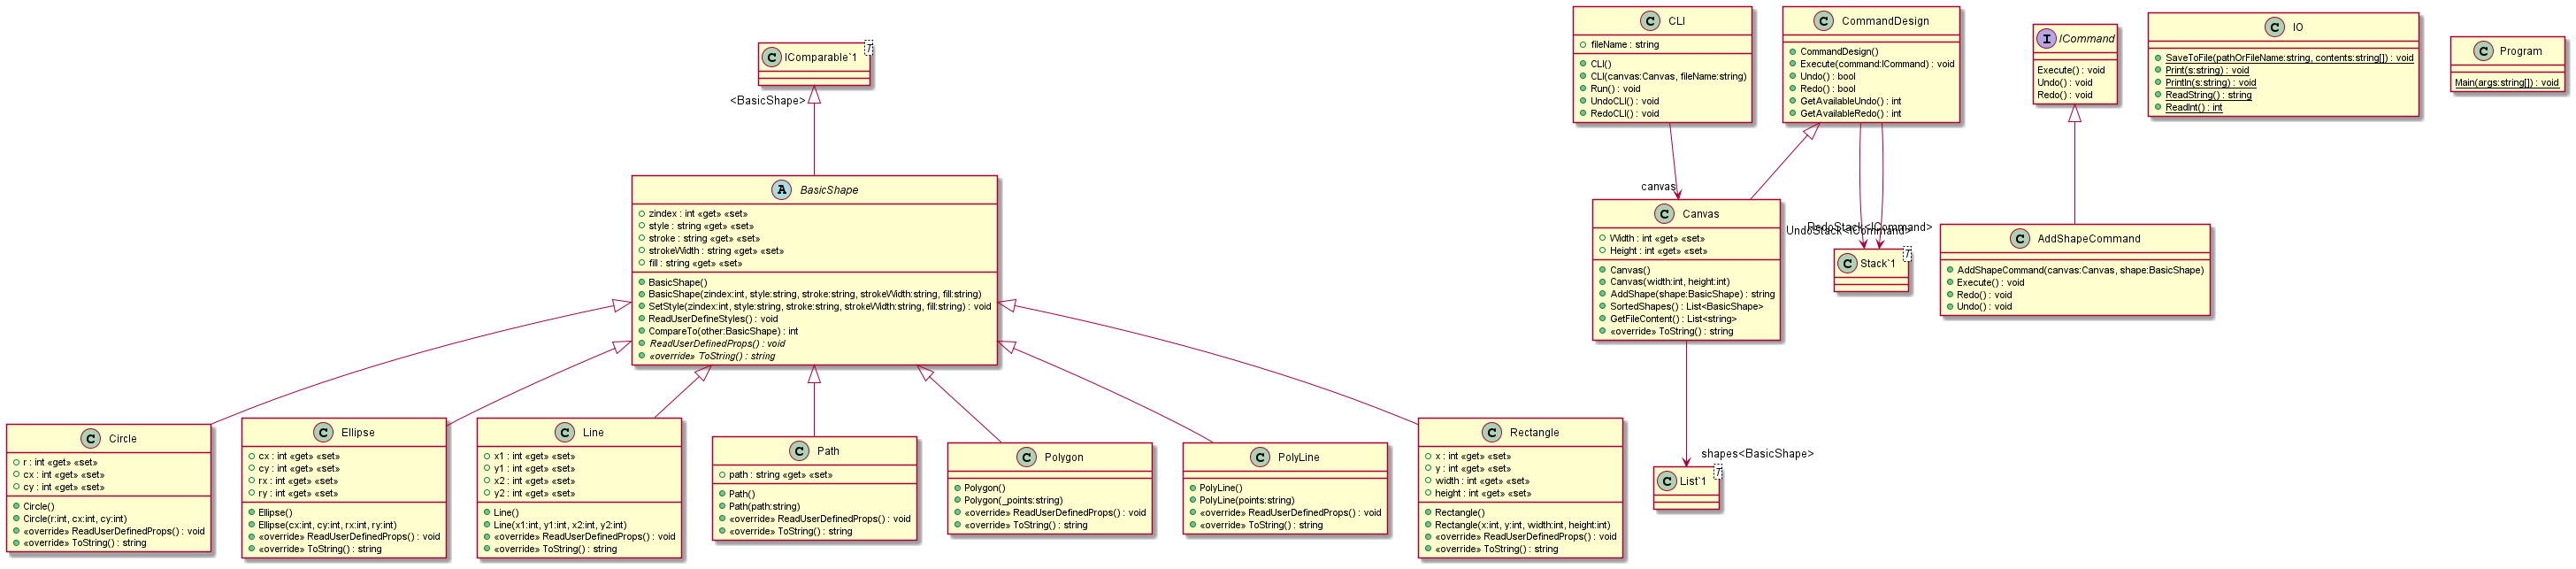 IComparable`1
T
<BasicShape>
BasicShape
zindex : int «get» «set»
style : string «get» «set»
stroke : string «get» «set»
strokeWidth : string «get» «set»
fill : string «get» «set»
BasicShape()
BasicShape(zindex:int, style:string, stroke:string, strokeWidth:string, fill:string)
SetStyle(zindex:int, style:string, stroke:string, strokeWidth:string, fill:string) : void
ReadUserDefineStyles() : void
CompareTo(other:BasicShape) : int
ReadUserDefinedProps() : void
«override» ToString() : string
Circle
r : int «get» «set»
cx : int «get» «set»
cy : int «get» «set»
Circle()
Circle(r:int, cx:int, cy:int)
«override» ReadUserDefinedProps() : void
«override» ToString() : string
Ellipse
cx : int «get» «set»
cy : int «get» «set»
rx : int «get» «set»
ry : int «get» «set»
Ellipse()
Ellipse(cx:int, cy:int, rx:int, ry:int)
«override» ReadUserDefinedProps() : void
«override» ToString() : string
Line
x1 : int «get» «set»
y1 : int «get» «set»
x2 : int «get» «set»
y2 : int «get» «set»
Line()
Line(x1:int, y1:int, x2:int, y2:int)
«override» ReadUserDefinedProps() : void
«override» ToString() : string
Path
path : string «get» «set»
Path()
Path(path:string)
«override» ReadUserDefinedProps() : void
«override» ToString() : string
Polygon
Polygon()
Polygon(_points:string)
«override» ReadUserDefinedProps() : void
«override» ToString() : string
PolyLine
PolyLine()
PolyLine(points:string)
«override» ReadUserDefinedProps() : void
«override» ToString() : string
Rectangle
x : int «get» «set»
y : int «get» «set»
width : int «get» «set»
height : int «get» «set»
Rectangle()
Rectangle(x:int, y:int, width:int, height:int)
«override» ReadUserDefinedProps() : void
«override» ToString() : string
CLI
fileName : string
CLI()
CLI(canvas:Canvas, fileName:string)
Run() : void
UndoCLI() : void
RedoCLI() : void
canvas
CommandDesign
CommandDesign()
Execute(command:ICommand) : void
Undo() : bool
Redo() : bool
GetAvailableUndo() : int
GetAvailableRedo() : int
Canvas
Width : int «get» «set»
Height : int «get» «set»
Canvas()
Canvas(width:int, height:int)
AddShape(shape:BasicShape) : string
SortedShapes() : List<BasicShape>
GetFileContent() : List<string>
«override» ToString() : string
UndoStack<ICommand>
RedoStack<ICommand>
Stack`1
T
shapes<BasicShape>
List`1
T
ICommand
Execute() : void
Undo() : void
Redo() : void
AddShapeCommand
AddShapeCommand(canvas:Canvas, shape:BasicShape)
Execute() : void
Redo() : void
Undo() : void
IO
SaveToFile(pathOrFileName:string, contents:string[]) : void
Print(s:string) : void
Println(s:string) : void
ReadString() : string
ReadInt() : int
Program
Main(args:string[]) : void